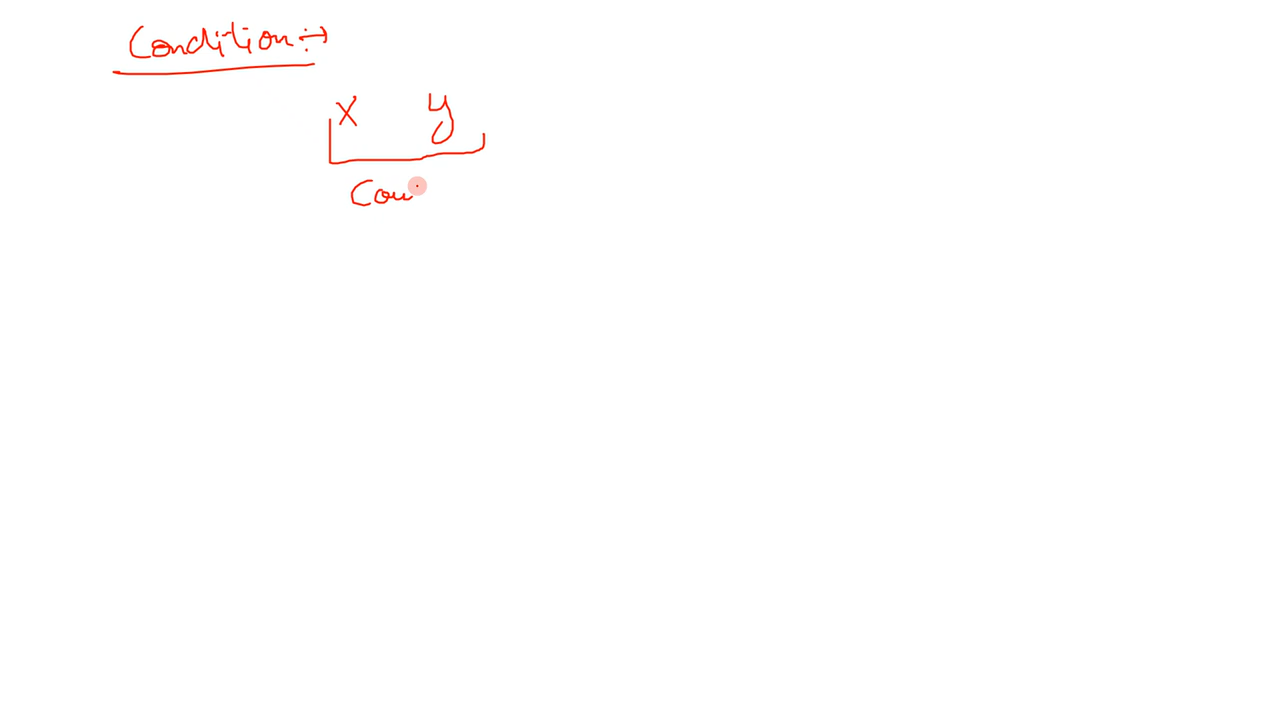 Condition :→
X y
Cou